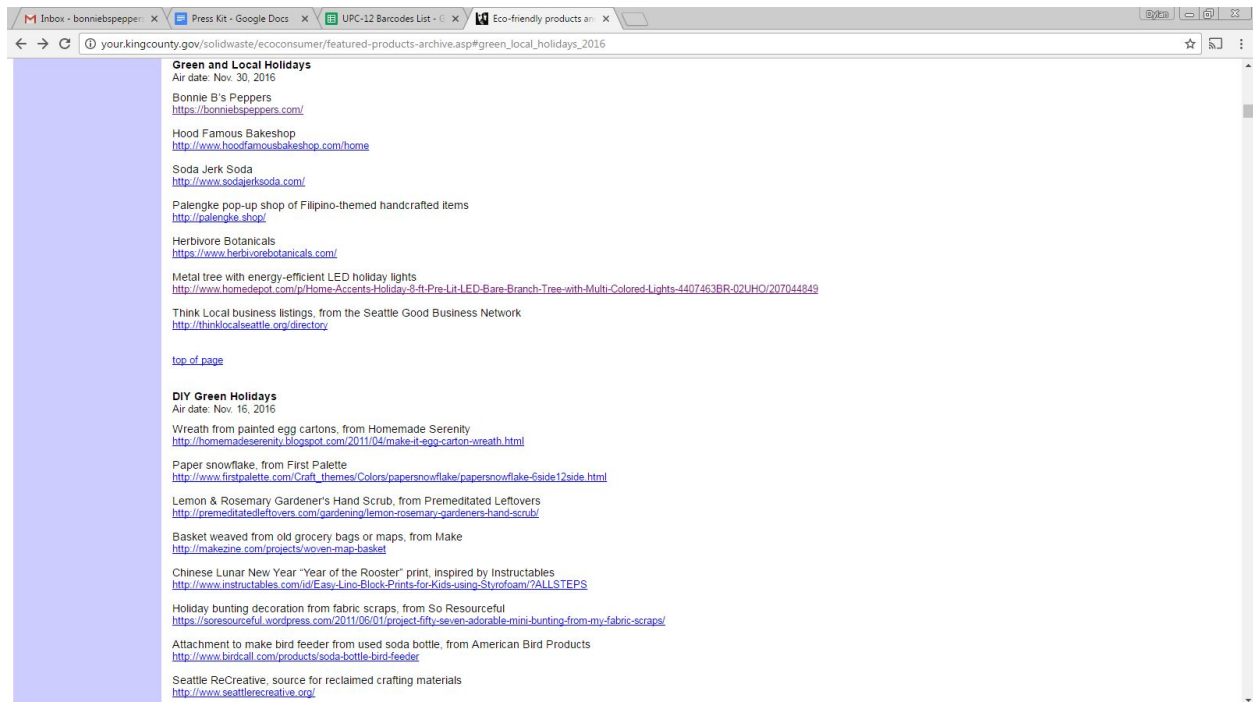 Inbox - bonniebspepper
Press Kit - Google Docs
UPC-12 Barcodes List - G
Eco-friendly products an
your.kingcounty.gov/solidwaste/ecoconsumer/featured-products-archive.asp#green_local_holidays_2016
Green and Local Holidays
Air date: Nov. 30, 2016
Bonnie B's Peppers
https://bonniebspeppers.com/
Hood Famous Bakeshop
http://www.hoodfamousbakeshop.com/home
Soda Jerk Soda
http://www.sodajerksoda.com/
Palengke pop-up shop of Filipino-themed handcrafted items
http://palengke.shop/
Herbivore Botanicals
https://www.herbivorebotanicals.com/
Metal tree with energy-efficient LED holiday lights
http://www.homedepot.com/p/Home-Accents-Holiday-8-ft-Pre-Lit-LED-Bare-Branch-Tree-with-Multi-Colored-Lights-4407463BR-02UHO/207044849
Think Local business listings, from the Seattle Good Business Network
http://thinklocalseattle.org/directory
top of page
DIY Green Holidays
Air date: Nov. 16, 2016
Wreath from painted egg cartons, from Homemade Serenity
http://homemadeserenity.blogspot.com/2011/04/make-it-egg-carton-wreath.html
Paper snowflake, from First Palette
http://www.firstpalette.com/Craft_themes/Colors/papersnowflake/papersnowflake-6side12side.html
Lemon & Rosemary Gardener's Hand Scrub, from Premeditated Leftovers
http://premeditatedleftovers.com/gardening/lemon-rosemary-gardeners-hand-scrub/
Basket weaved from old grocery bags or maps, from Make
http://makezine.com/projects/woven-map-basket
Chinese Lunar New Year “Year of the Rooster” print, inspired by Instructables
http://www.instructables.com/id/Easy-Lino-Block-Prints-for-Kids-using-Styrofoam/?ALLSTEPS
Holiday bunting decoration from fabric scraps, from So Resourceful
https://soresourceful.wordpress.com/2011/06/01/project-fifty-seven-adorable-mini-bunting-from-my-fabric-scraps/
Attachment to make bird feeder from used soda bottle, from American Bird Products
http://www.birdcall.com/products/soda-bottle-bird-feeder
Seattle ReCreative, source for reclaimed crafting materials
http://www.seattlerecreative.org/